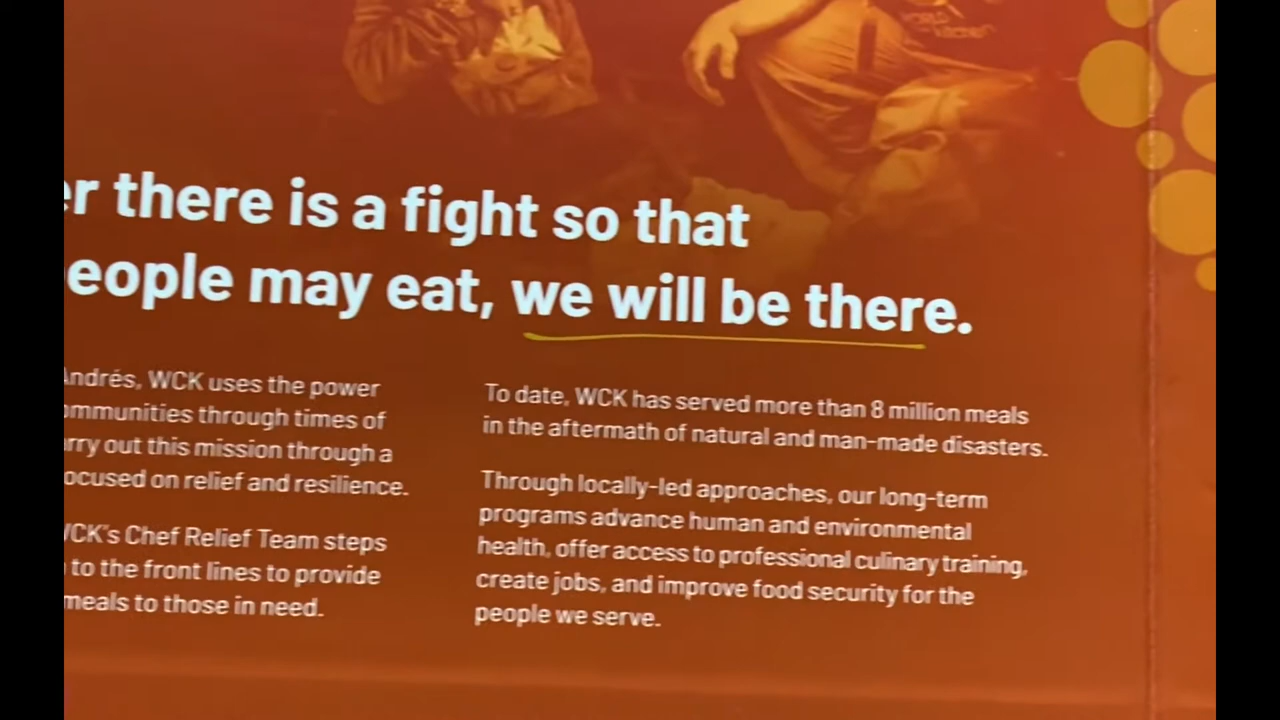 WORLD
KITCHEN
er there is a fight so that
eople may eat, we will be there.
Andrés, WCK uses the power
ommunities through times of
arry out this mission through a
ocused on relief and resilience.
WCK's Chef Relief Team steps
to the front lines to provide
meals to those in need.
To date, WCK has served more than 8 million meals
in the aftermath of natural and man-made disasters.
Through locally-led approaches, our long-term
programs advance human and environmental
health, offer access to professional culinary training,
create jobs, and improve food security for the
people we serve.